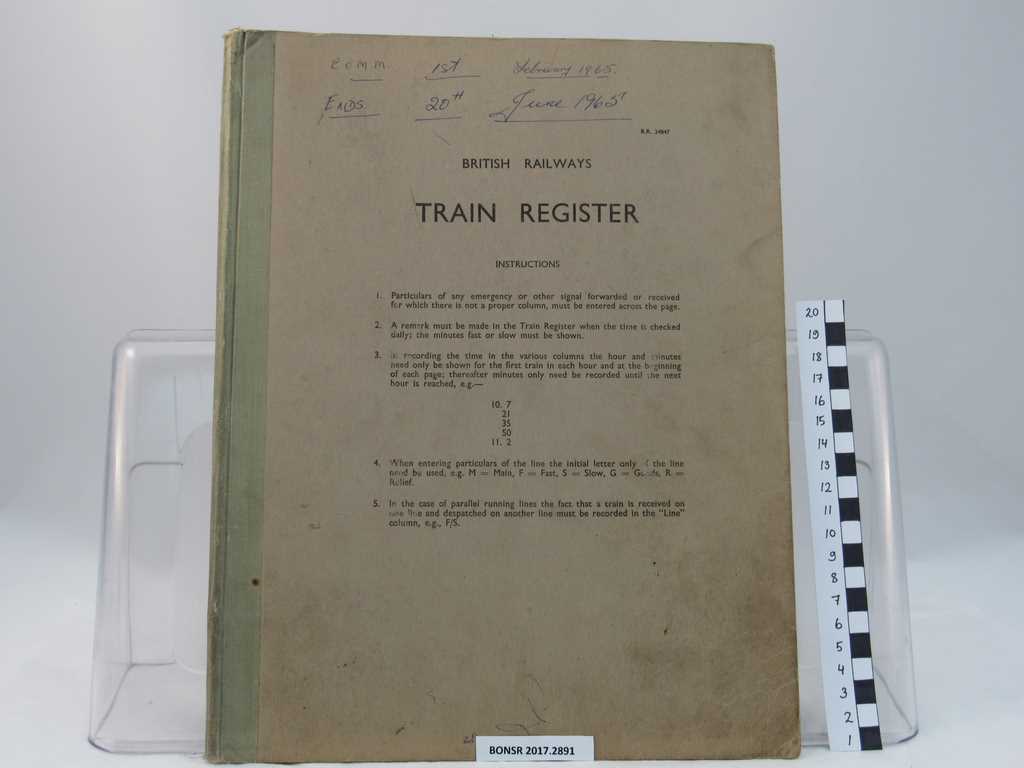 COMM. 1st February 1965.
ENDS. 20th June 1965
B.R. 24847
BRITISH RAILWAYS
TRAIN REGISTER
INSTRUCTIONS
1. Particulars of any emergency or other signal forwarded or received
for which there is not a proper column, must be entered across the page.
2. A remark must be made in the Train Register when the time is checked
daily; the minutes fast or slow must be shown.
3. In recording the time in the various columns the hour and minutes
need only be shown for the first train in each hour and at the beginning
of each page; thereafter minutes only need be recorded until the next
hour is reached, e.g.—
10. 7
21
35
50
11. 2
4. When entering particulars of the line the initial letter only of the line
need be used, e.g. M = Main, F = Fast, S = Slow, G = Goods, R =
Relief.
5. In the case of parallel running lines the fact that a train is received on
one line and despatched on another line must be recorded in the "Line"
column, e.g., F/S.
BONSR 2017.2891
20
19
18
17
16
15
14
13
12
11
10
9
8
7
6
5
4
3
2
1